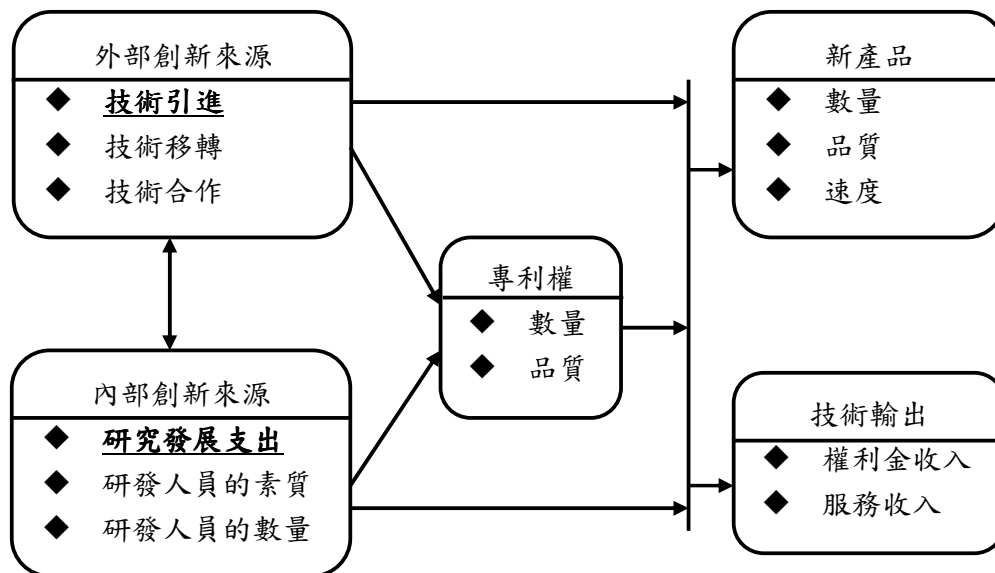 外部創新來源
◆ 技術引進
◆ 技術移轉
◆ 技術合作
內部創新來源
◆ 研究發展支出
◆ 研發人員的素質
◆ 研發人員的數量
專利權
◆ 數量
◆ 品質
新產品
◆ 數量
◆ 品質
◆ 速度
技術輸出
◆ 權利金收入
◆ 服務收入